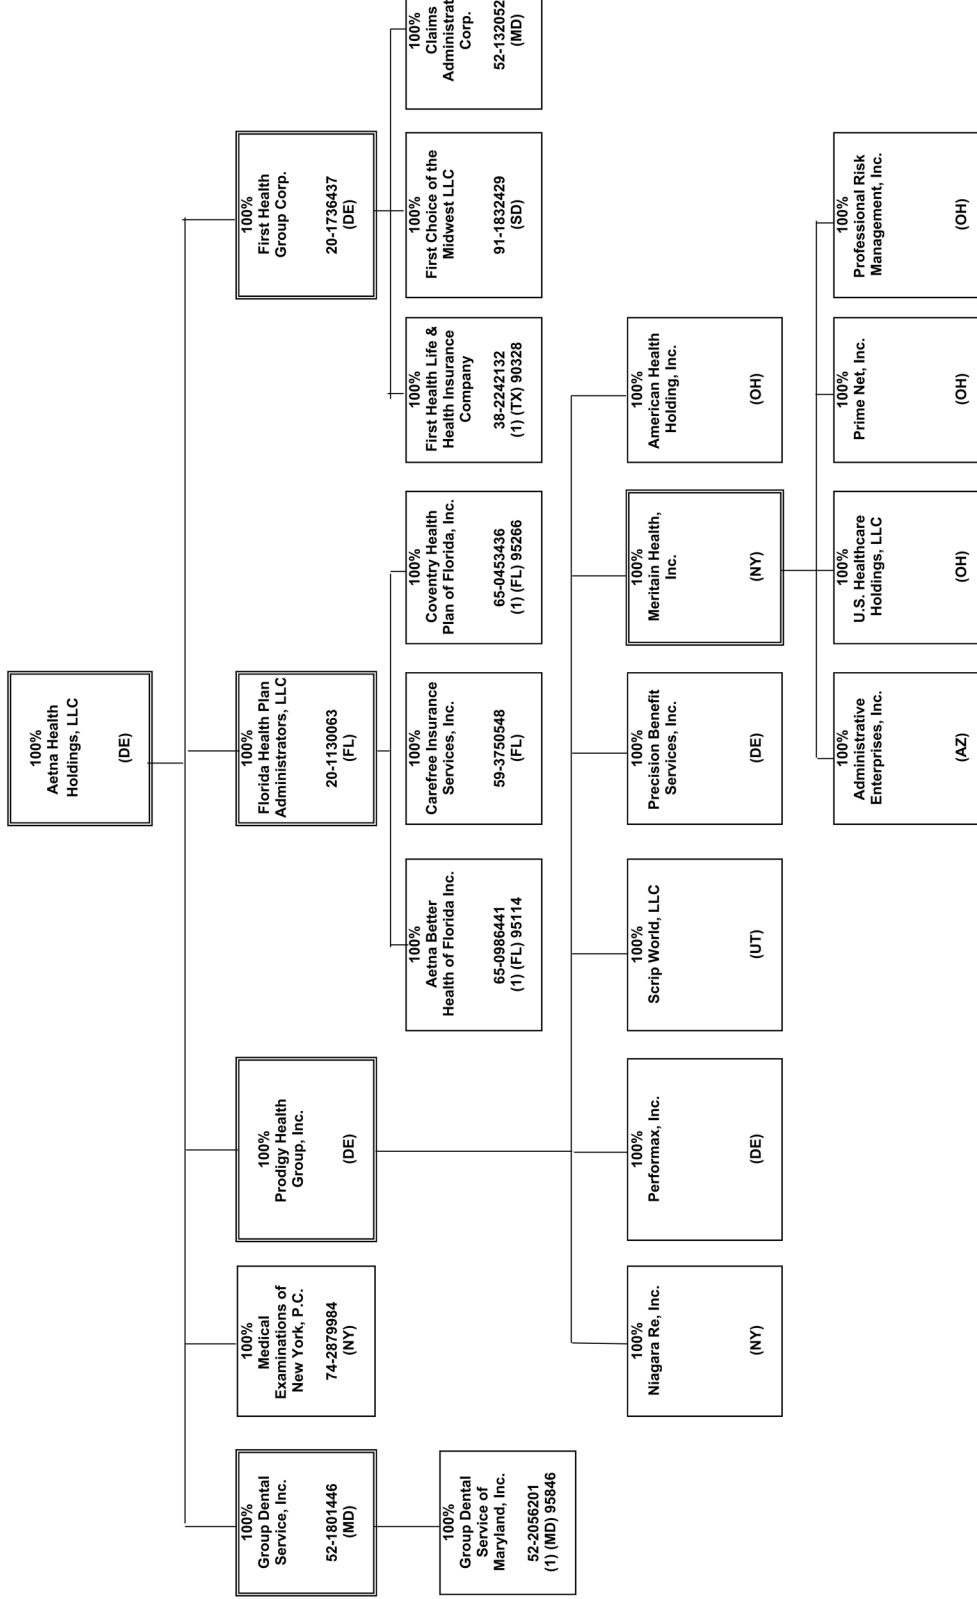 100%
Aetna Health
Holdings, LLC
(DE)
100%
Group Dental
Service, Inc.
52-1801446
(MD)
100%
Medical
Examinations of
New York, P.C.
74-2879984
(NY)
100%
Prodigy Health
Group, Inc.
(DE)
100%
Florida Health Plan
Administrators, LLC
20-1130063
(FL)
100%
First Health
Group Corp.
20-1736437
(DE)
100%
Group Dental
Service of
Maryland, Inc.
52-2056201
(1) (MD) 95846
100%
Aetna Better
Health of Florida Inc.
65-0986441
(1) (FL) 95114
100%
Carefree Insurance
Services, Inc.
59-3750548
(FL)
100%
Coventry Health
Plan of Florida, Inc.
65-0453436
(1) (FL) 95266
100%
First Health Life &
Health Insurance
Company
38-2242132
(1) (TX) 90328
100%
First Choice of the
Midwest LLC
91-1832429
(SD)
100%
Claims
Corp.
(MD)
100%
Niagara Re, Inc.
(NY)
100%
Performax, Inc.
(DE)
100%
Scrip World, LLC
(UT)
100%
Precision Benefit
Services, Inc.
(DE)
100%
Meritain Health,
Inc.
(NY)
100%
American Health
Holding, Inc.
(OH)
100%
Administrative
Enterprises, Inc.
(AZ)
100%
U.S. Healthcare
Holdings, LLC
(OH)
100%
Prime Net, Inc.
(OH)
100%
Professional Risk
Management, Inc.
(OH)